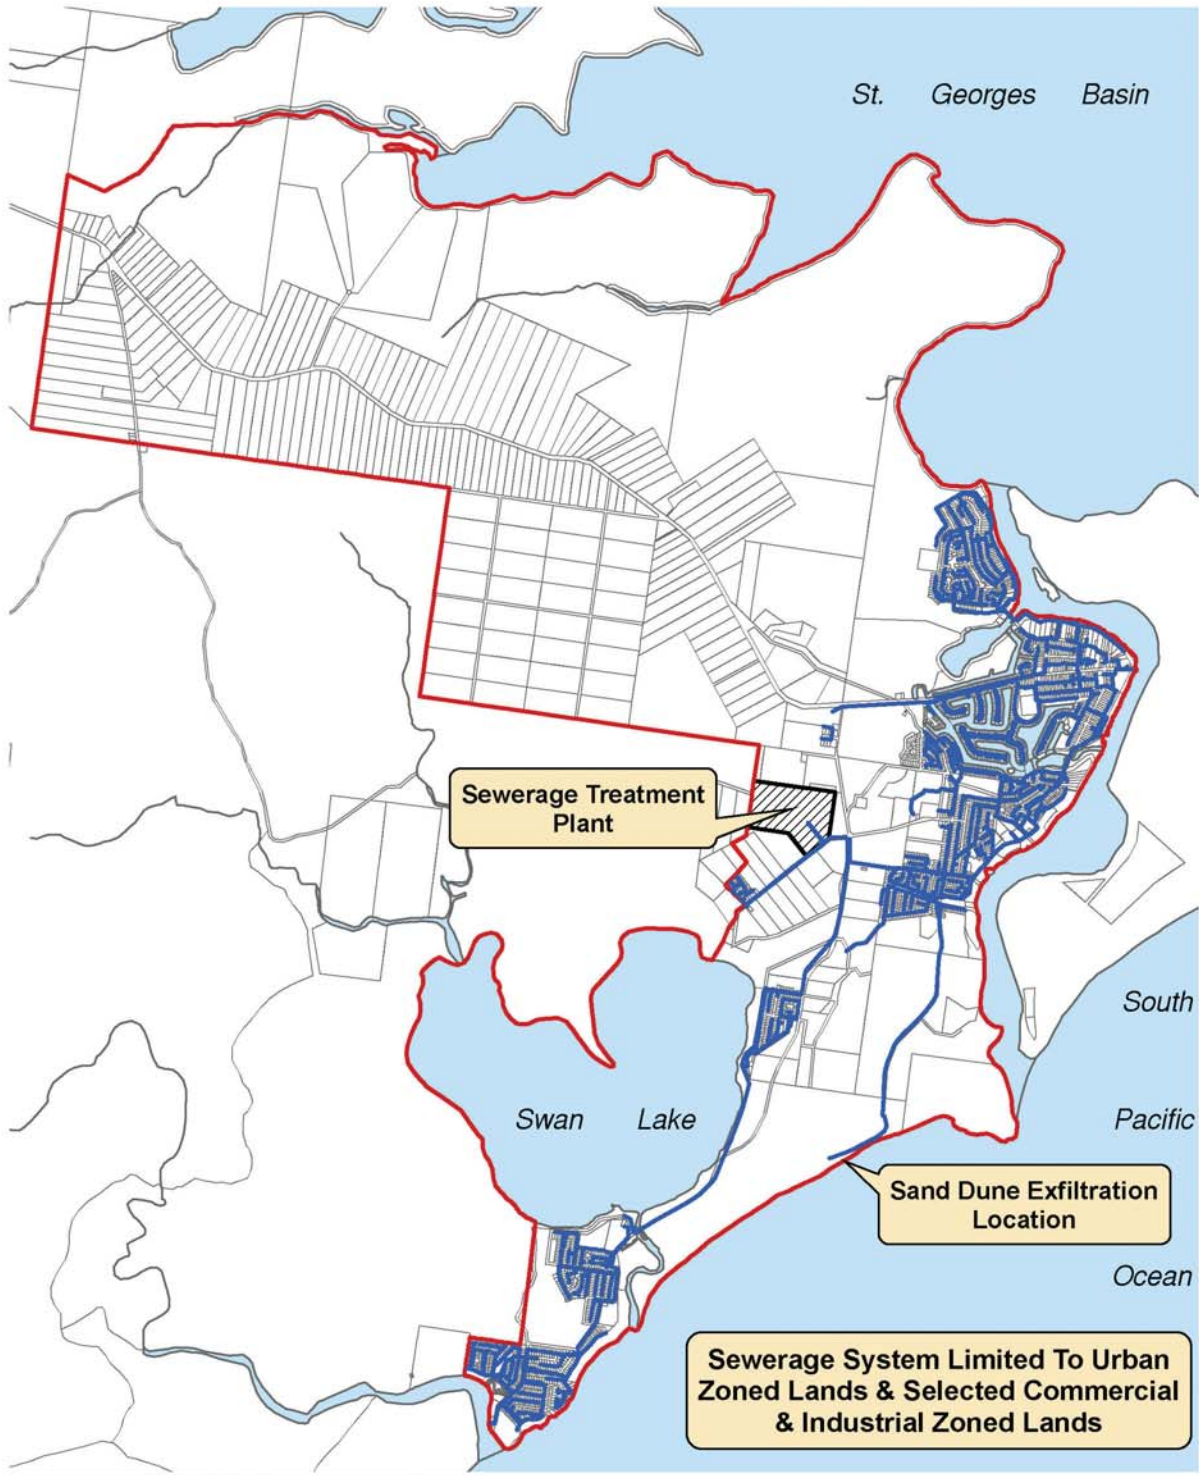 St. Georges Basin
Sewerage Treatment
Plant
South
Swan Lake
Pacific
Sand Dune Exfiltration
Location
Ocean
Sewerage System Limited To Urban
Zoned Lands & Selected Commercial
& Industrial Zoned Lands